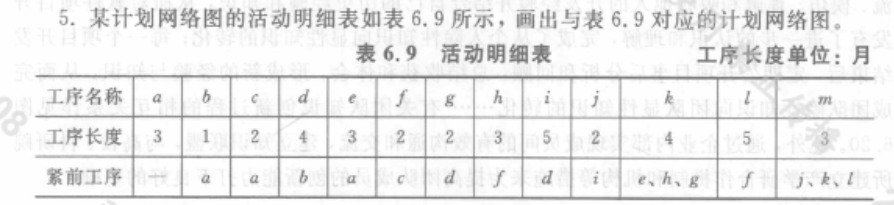 5. 某计划网络图的活动明细表如表 6.9 所示，画出与表 6.9 对应的计划网络图。
表 6.9 活动明细表 工序长度单位：月
工序名称 a b c d e f g h i j k l m
工序长度 3 1 2 4 3 2 2 3 5 2 4 5 3
紧前工序 — — a b a c d f d i e、h、g f j、k、l